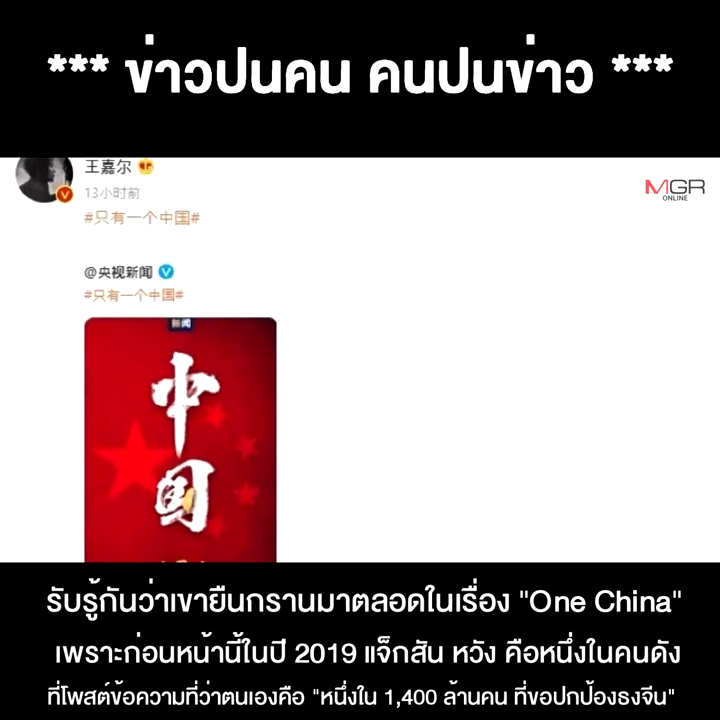 *** ข่าวปนคน คนปนข่าว ***
王嘉尔
13小时前
#只有一个中国#
MGR
ONLINE
@央视新闻
#只有一个中国#
新闻
中
国
รับรู้กันว่าเขายืนกรานมาตลอดในเรื่อง "One China"
เพราะก่อนหน้านี้ในปี 2019 แจ็กสัน หวัง คือหนึ่งในคนดัง
ที่โพสต์ข้อความที่ว่าตนเองคือ "หนึ่งใน 1,400 ล้านคน ที่ขอปกป้องธงจีน"